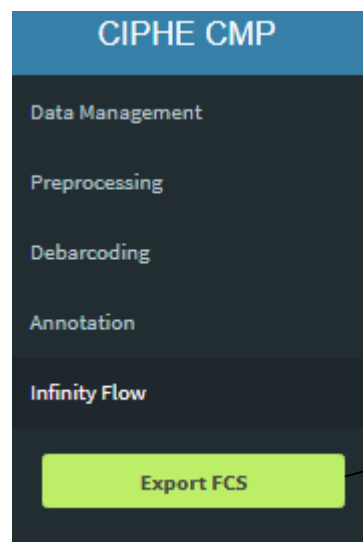 CIPHE CMP
Data Management
Preprocessing
Debarcoding
Annotation
Infinity Flow
Export FCS